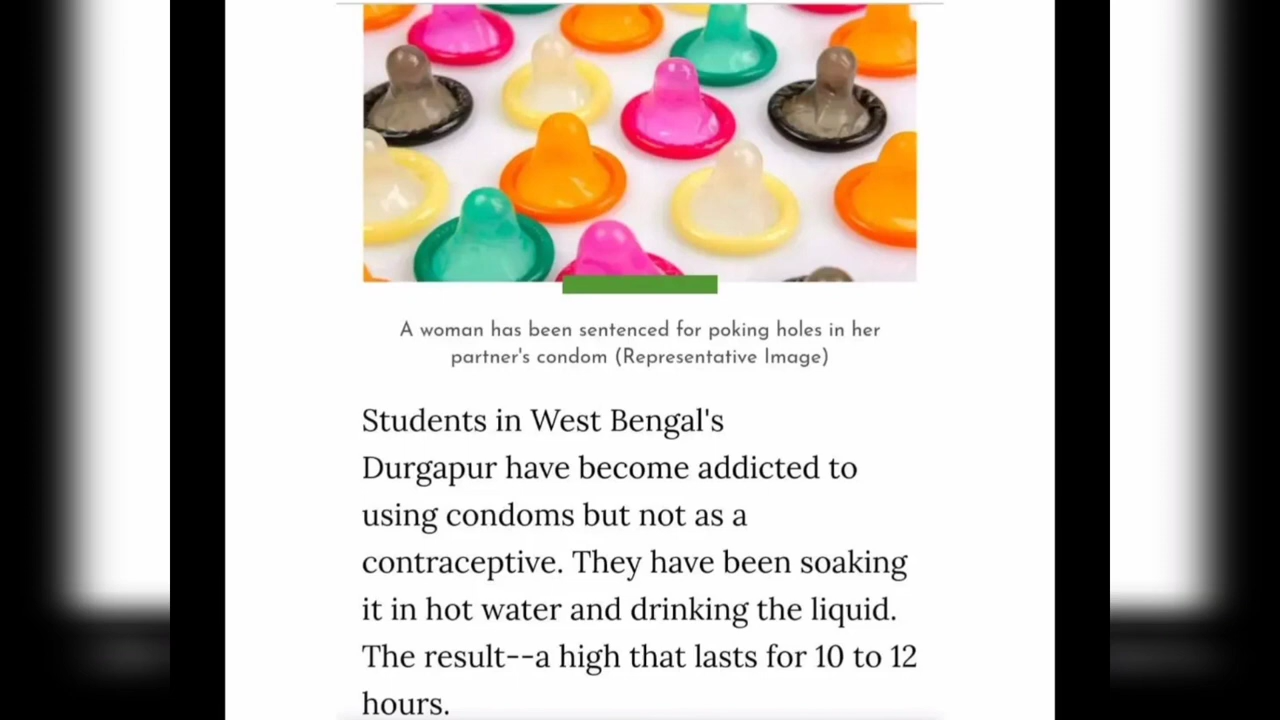 A woman has been sentenced for poking holes in her
partner's condom (Representative Image)
Students in West Bengal's
Durgapur have become addicted to
using condoms but not as a
contraceptive. They have been soaking
it in hot water and drinking the liquid.
The result--a high that lasts for 10 to 12
hours.